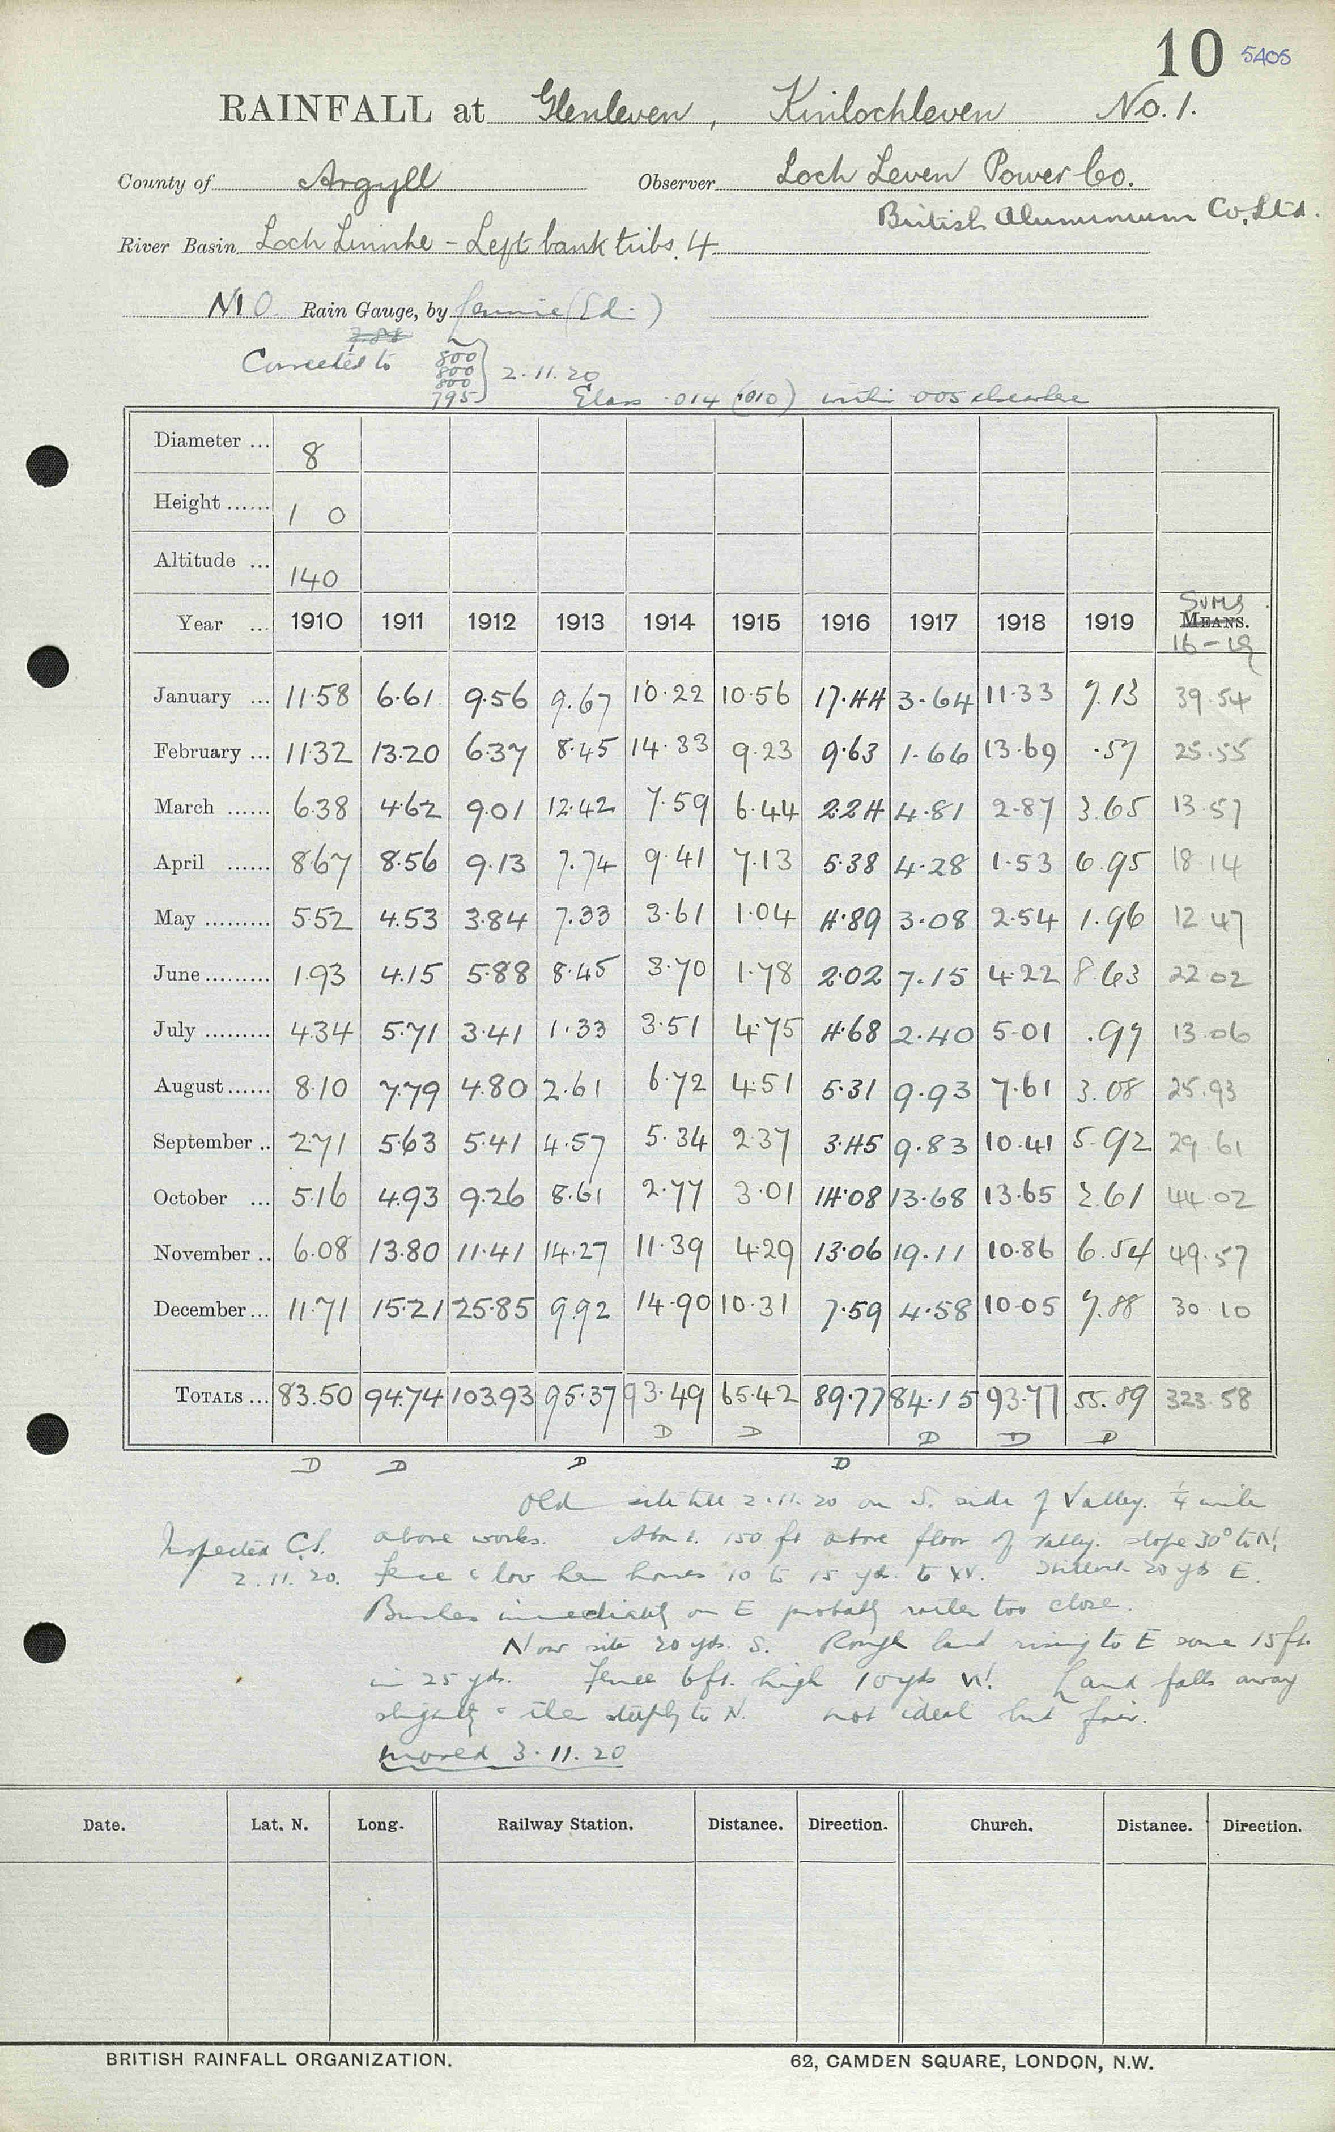 10 5405
RAINFALL at Glenleven, Kinlochleven No. 1.
County of Argyll Observer Loch Leven Power Co.
British Aluminium Co. Ltd.
River Basin Loch Linnhe - Left bank tribs. 4
Rain Gauge, by (Ed.)
Corrected to 800 800 800 795 } 2.11.20
Glass .014 (.010) within .005 elsewhere
Diameter ... 8
Height ...... 1 0
Altitude ... 140
Year ... 1910 1911 1912 1913 1914 1915 1916 1917 1918 1919 Sums MEANS. 16-19
January ... 11.58 6.61 9.56 9.67 10.22 10.56 17.44 3.64 11.33 7.13 39.54
February ... 11.32 13.20 6.37 8.45 14.33 9.23 9.63 1.66 13.69 .57 25.55
March ...... 6.38 4.62 9.01 12.42 7.59 6.44 2.24 4.81 2.87 3.65 13.57
April ...... 8.67 8.56 9.13 7.74 9.41 7.13 5.38 4.28 1.53 6.95 18.14
May ......... 5.52 4.53 3.84 7.33 3.61 1.04 4.89 3.08 2.54 1.96 12.47
June ......... 1.93 4.15 5.88 8.45 3.70 1.78 2.02 7.15 4.22 8.63 22.02
July ......... 4.34 5.71 3.41 1.33 3.51 4.75 4.68 2.40 5.01 .97 13.06
August ...... 8.10 7.79 4.80 2.61 6.72 4.51 5.31 9.93 7.61 3.08 25.93
September .. 2.71 5.63 5.41 4.57 5.34 2.37 3.45 9.83 10.41 5.92 29.61
October ... 5.16 4.93 9.26 8.61 2.77 3.01 14.08 13.68 13.65 2.61 44.02
November .. 6.08 13.80 11.41 14.27 11.39 4.29 13.06 19.11 10.86 6.54 49.57
December ... 11.71 15.21 25.85 9.92 14.90 10.31 7.59 4.58 10.05 7.88 30.10
TOTALS ... 83.50 94.74 103.93 95.37 93.49 65.42 89.77 84.15 93.77 55.89 323.58
D D D D D
D D D D
Old site till 2.11.20 on S. side of Valley. 1/4 mile
Inspected C.S. above works. About 150 ft above floor of valley. slope 30° to N.
2.11.20. Fence & low hen houses 10 to 15 yds. to W. 20 yds E.
Bushes immediately on E probably rather too close.
Now site 20 yds. S. Rough land rising to E some 15 ft.
in 25 yds. Fence 6 ft. high 10 yds W. Land falls away
slightly & then steeply to N. not ideal but fair.
moved 3.11.20
Date. Lat. N. Long. Railway Station. Distance. Direction. Church. Distance. Direction.
BRITISH RAINFALL ORGANIZATION. 62, CAMDEN SQUARE, LONDON, N.W.